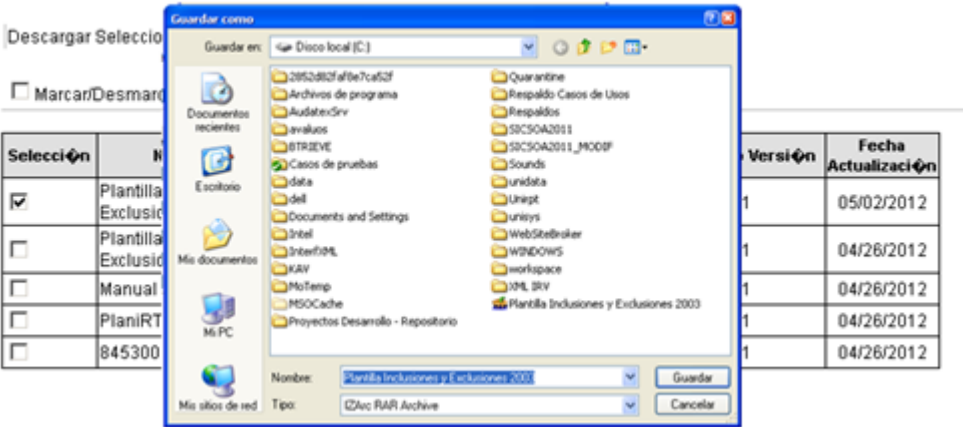 Guardar como
Descargar Seleccio
Guardar en:
Disco local (C:)
Marcar/Desmar
Documentos
recientes
Escritorio
Mis documentos
Mi PC
Mis sitios de red
2852d82faf8e7ca52f
Archivos de programa
AudatexSrv
avaluos
BTRIEVE
Casos de pruebas
data
dell
Documents and Settings
Intel
InterfXML
KAV
MoTemp
MSOCache
Proyectos Desarrollo - Repositorio
Quarantine
Respaldo Casos de Usos
Respaldos
SICSOA2011
SICSOA2011_MODIF
Sounds
unidata
Unirpt
unisys
WebSiteBroker
WINDOWS
workspace
XML IRV
Plantilla Inclusiones y Exclusiones 2003
Nombre: Plantilla Inclusiones y Exclusiones 2003 Guardar
Tipo: IZArc RAR Archive Cancelar
Selecci�n N Versi�n Fecha
Actualizaci�n
Plantilla
Exclusio 1 05/02/2012
Plantilla
Exclusio 1 04/26/2012
Manual 1 04/26/2012
PlaniRT 1 04/26/2012
845300 1 04/26/2012